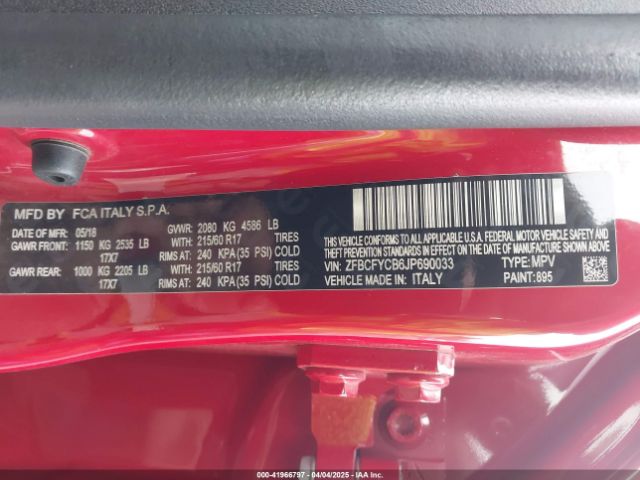 MFD BY FCA ITALY S.P.A.
DATE OF MFR: 05/18 GVWR: 2080 KG 4586 LB
GAWR FRONT: 1150 KG 2535 LB WITH: 215/60 R17 TIRES
17X7 RIMS AT: 240 KPA (35 PSI) COLD
GAWR REAR: 1000 KG 2205 LB WITH: 215/60 R17 TIRES
17X7 RIMS AT: 240 KPA (35 PSI) COLD
THIS VEHICLE CONFORMS TO ALL APPLICABLE U.S.A. FEDERAL MOTOR
VEHICLE SAFETY, BUMPER, AND THEFT
PREVENTION STANDARDS IN EFFECT ON THE DATE OF MANUFACTURE SHOWN ABOVE.
VIN: ZFBCFYCB6JP690033 TYPE: MPV
VEHICLE MADE IN: ITALY PAINT: 895
00-41966797 - 04/04/2025 - IAA Inc.